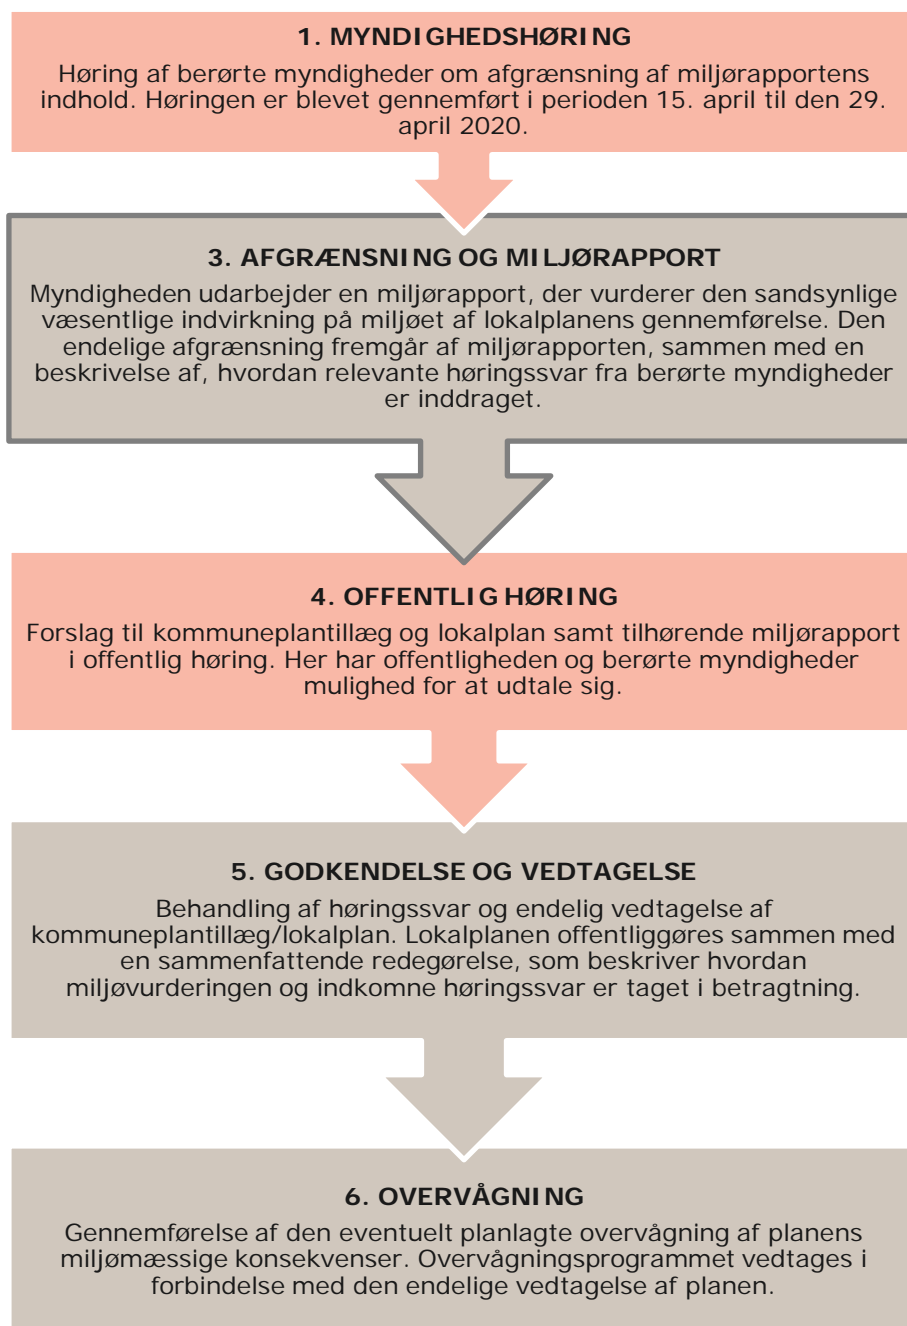 1. MYNDIGHEDSHØRING
Høring af berørte myndigheder om afgrænsning af miljørapportens
indhold. Høringen er blevet gennemført i perioden 15. april til den 29.
april 2020.
3. AFGRÆNSNING OG MILJØRAPPORT
Myndigheden udarbejder en miljørapport, der vurderer den sandsynlige
væsentlige indvirkning på miljøet af lokalplanens gennemførelse. Den
endelige afgrænsning fremgår af miljørapporten, sammen med en
beskrivelse af, hvordan relevante høringssvar fra berørte myndigheder
er inddraget.
4. OFFENTLIG HØRING
Forslag til kommuneplantillæg og lokalplan samt tilhørende miljørapport
i offentlig høring. Her har offentligheden og berørte myndigheder
mulighed for at udtale sig.
5. GODKENDELSE OG VEDTAGELSE
Behandling af høringssvar og endelig vedtagelse af
kommuneplantillæg/lokalplan. Lokalplanen offentliggøres sammen med
en sammenfattende redegørelse, som beskriver hvordan
miljøvurderingen og indkomne høringssvar er taget i betragtning.
6. OVERVÅGNING
Gennemførelse af den eventuelt planlagte overvågning af planens
miljømæssige konsekvenser. Overvågningsprogrammet vedtages i
forbindelse med den endelige vedtagelse af planen.